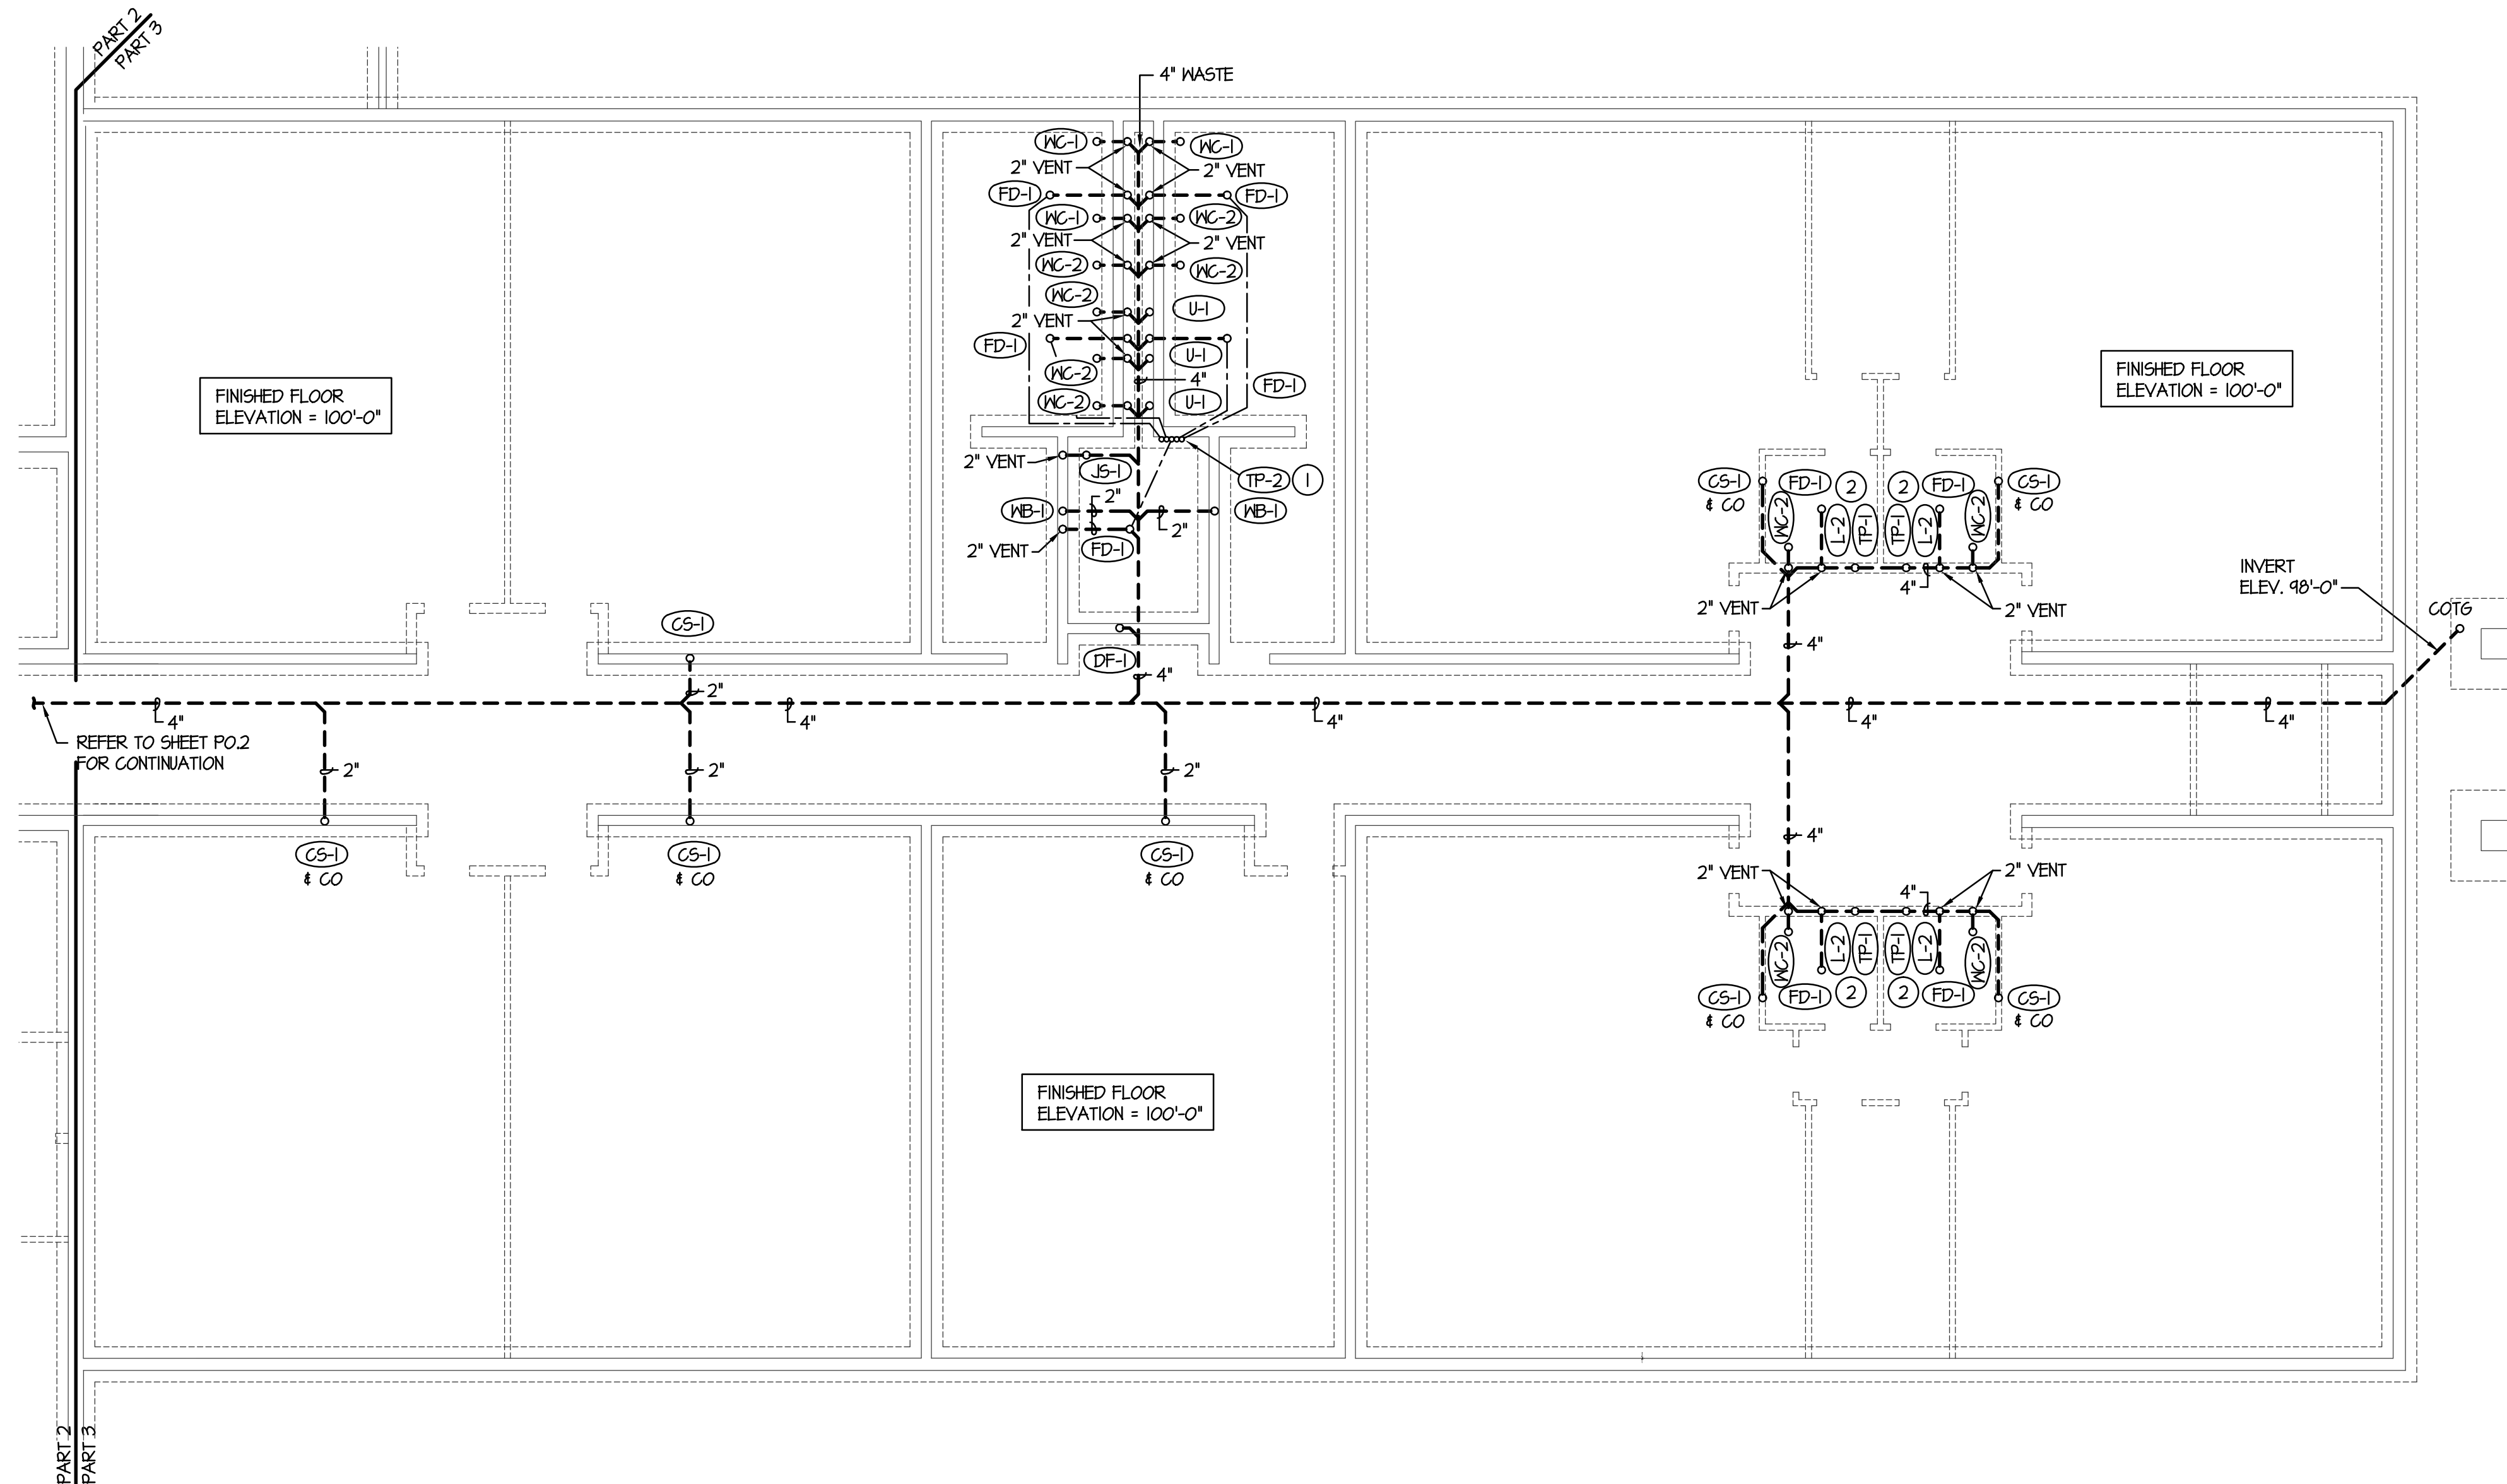 PART 2
PART 3
4" WASTE
WC-1
WC-1
2" VENT
2" VENT
FD-1
FD-1
WC-1
WC-2
2" VENT
2" VENT
WC-2
WC-2
WC-2
U-1
2" VENT
FD-1
U-1
WC-2
4"
FD-1
WC-2
U-1
FINISHED FLOOR
ELEVATION = 100'-0"
FINISHED FLOOR
ELEVATION = 100'-0"
2" VENT
JS-1
TP-2
1
2"
WB-1
WB-1
2"
2" VENT
FD-1
CS-1
& CO
FD-1
2
2
FD-1
CS-1
& CO
WC-2
L-2
TP-1
TP-1
L-2
WC-2
4"
2" VENT
2" VENT
INVERT
ELEV. 98'-0"
COTG
CS-1
DF-1
4"
4"
2"
4"
4"
4"
4"
4"
REFER TO SHEET P0.2
FOR CONTINUATION
2"
2"
2"
4"
CS-1
& CO
CS-1
& CO
CS-1
& CO
2" VENT
2" VENT
4"
WC-2
L-2
TP-1
TP-1
L-2
WC-2
CS-1
& CO
FD-1
2
2
FD-1
CS-1
& CO
FINISHED FLOOR
ELEVATION = 100'-0"
PART 2
PART 3